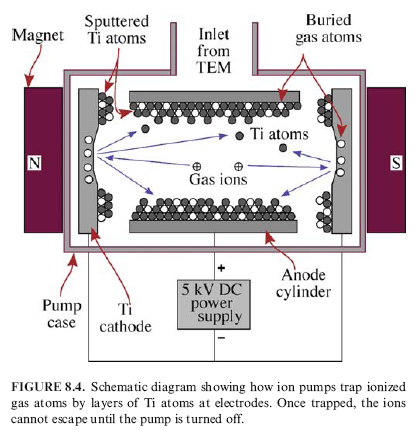 Magnet
Sputtered
Ti atoms
Inlet
from
TEM
Buried
gas atoms
Ti atoms
N
S
Gas ions
Pump
case
Ti
cathode
+
5 kV DC
power
supply
−
Anode
cylinder
FIGURE 8.4. Schematic diagram showing how ion pumps trap ionized
gas atoms by layers of Ti atoms at electrodes. Once trapped, the ions
cannot escape until the pump is turned off.